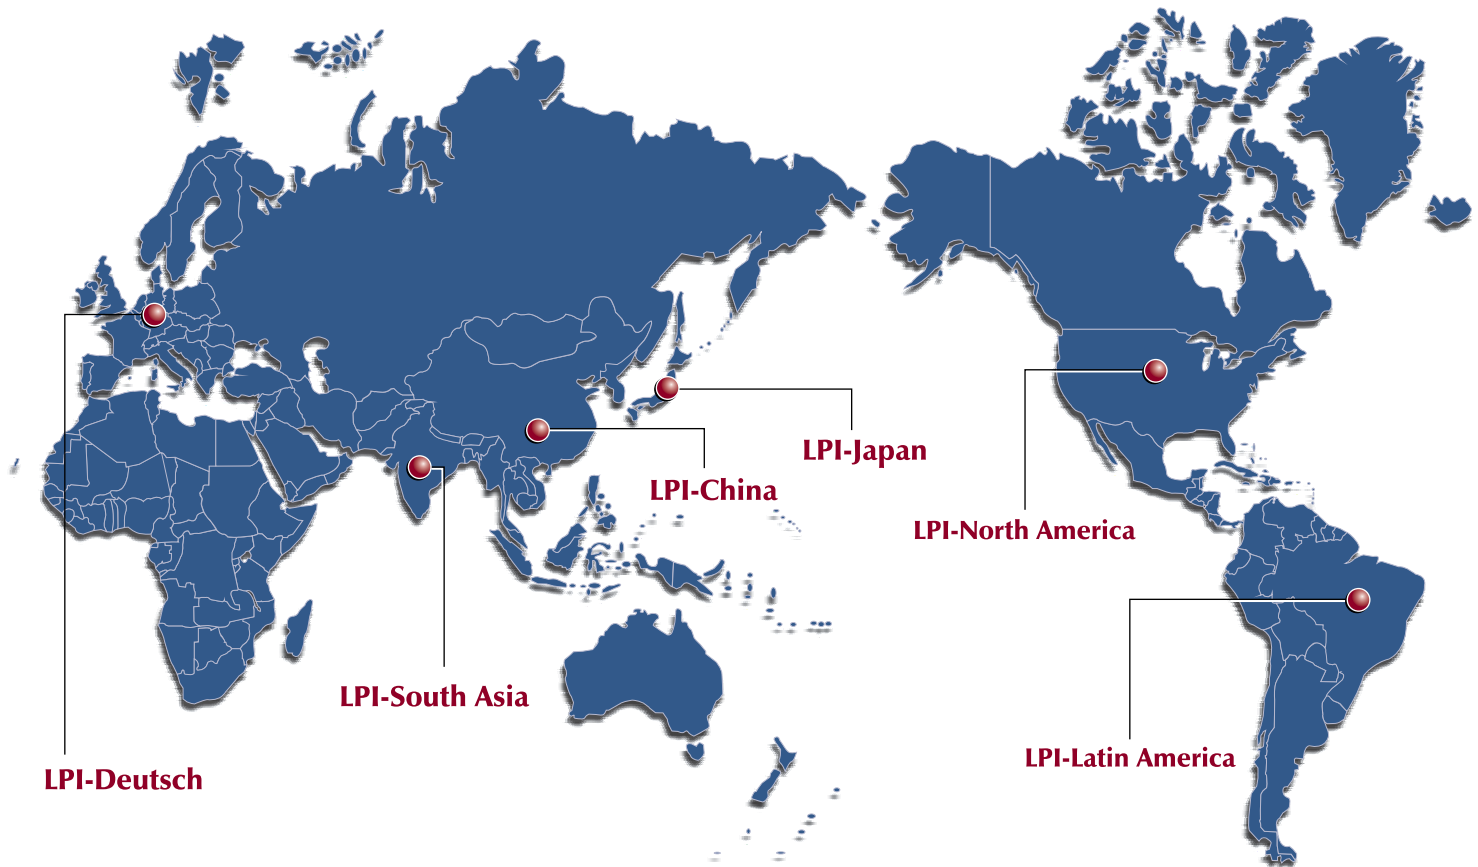 LPI-Japan
LPI-China
LPI-North America
LPI-South Asia
LPI-Latin America
LPI-Deutsch